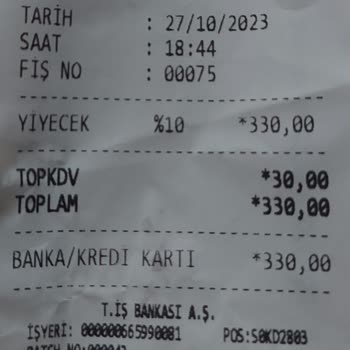 TARİH : 27/10/2023
SAAT : 18:44
FİŞ NO : 00075
YİYECEK %10 *330,00
TOPKDV *30,00
TOPLAM *330,00
BANKA/KREDİ KARTI *330,00
T.İŞ BANKASI A.Ş.
İŞYERİ: 000000665990081 POS:S0KD2803